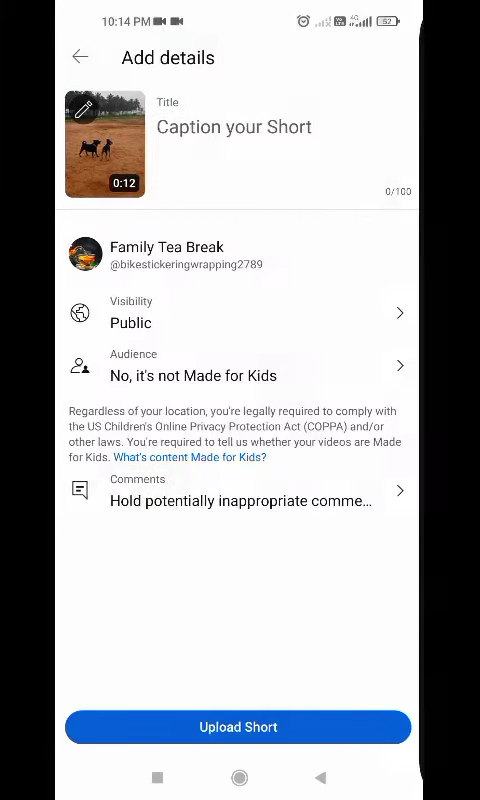 10:14 PM
62
Add details
Title
Caption your Short
0:12
0/100
Family Tea Break
@bikestickeringwrapping2789
Visibility
Public
Audience
No, it's not Made for Kids
Regardless of your location, you're legally required to comply with
the US Children's Online Privacy Protection Act (COPPA) and/or
other laws. You're required to tell us whether your videos are Made
for Kids. What's content Made for Kids?
Comments
Hold potentially inappropriate comme...
Upload Short